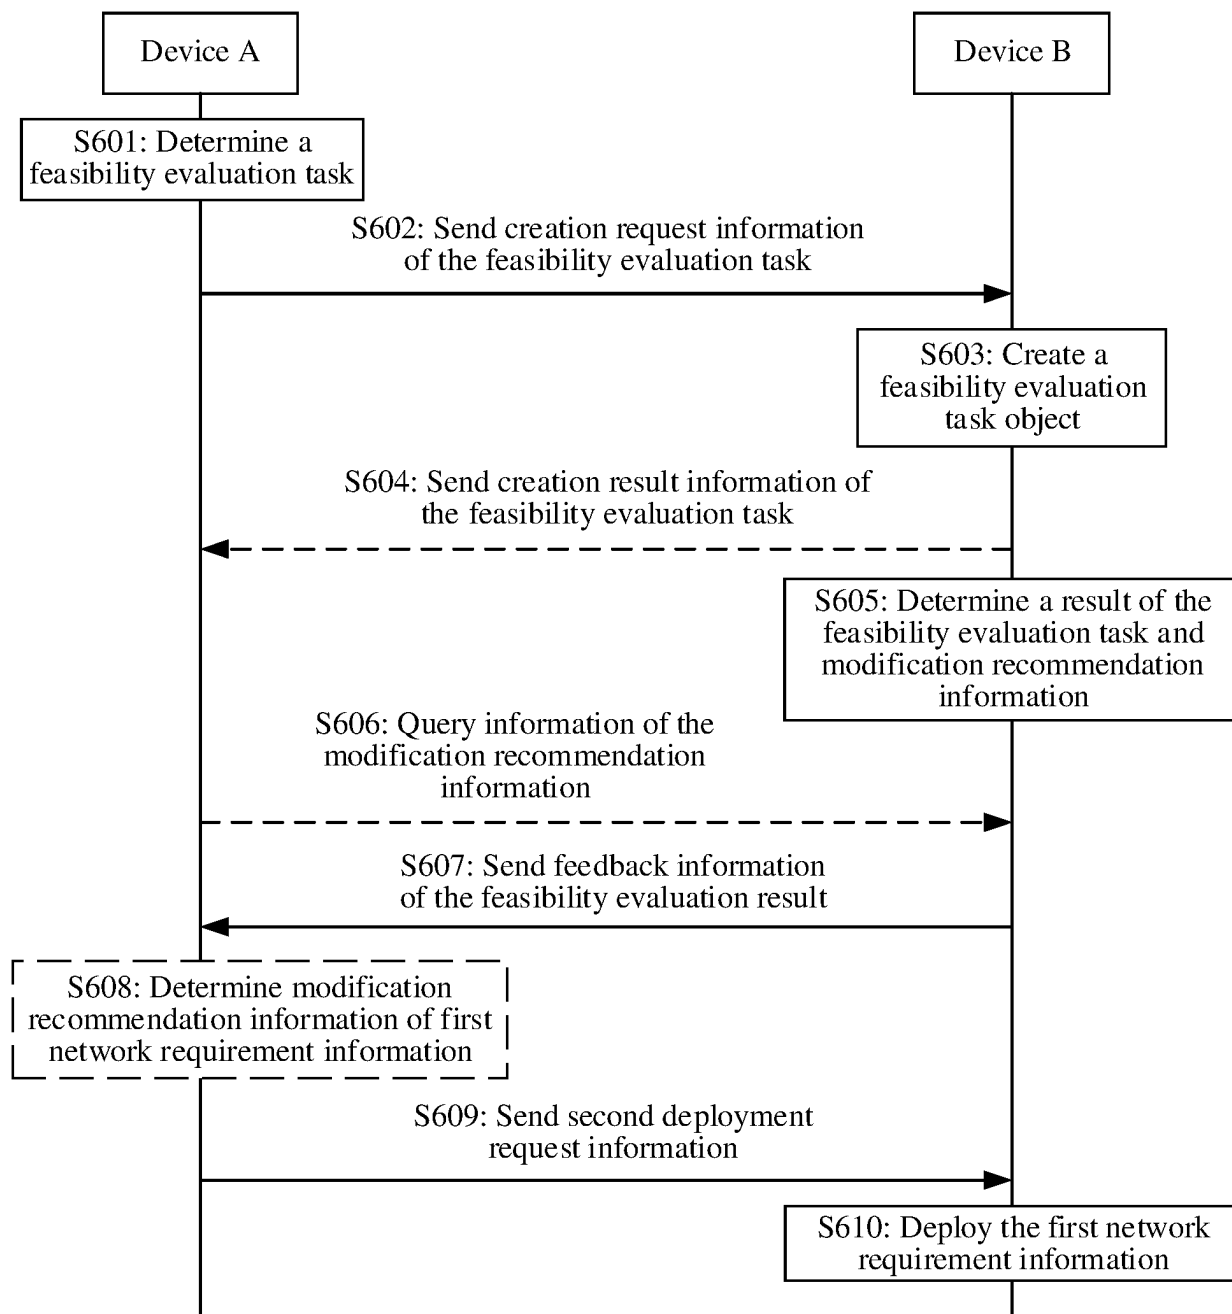 Device A
Device B
S601: Determine a
feasibility evaluation task
S602: Send creation request information
of the feasibility evaluation task
S603: Create a
feasibility evaluation
task object
S604: Send creation result information of
the feasibility evaluation task
S605: Determine a result of the
feasibility evaluation task and
modification recommendation
information
S606: Query information of the
modification recommendation
information
S607: Send feedback information
of the feasibility evaluation result
S608: Determine modification
recommendation information of first
network requirement information
S609: Send second deployment
request information
S610: Deploy the first network
requirement information